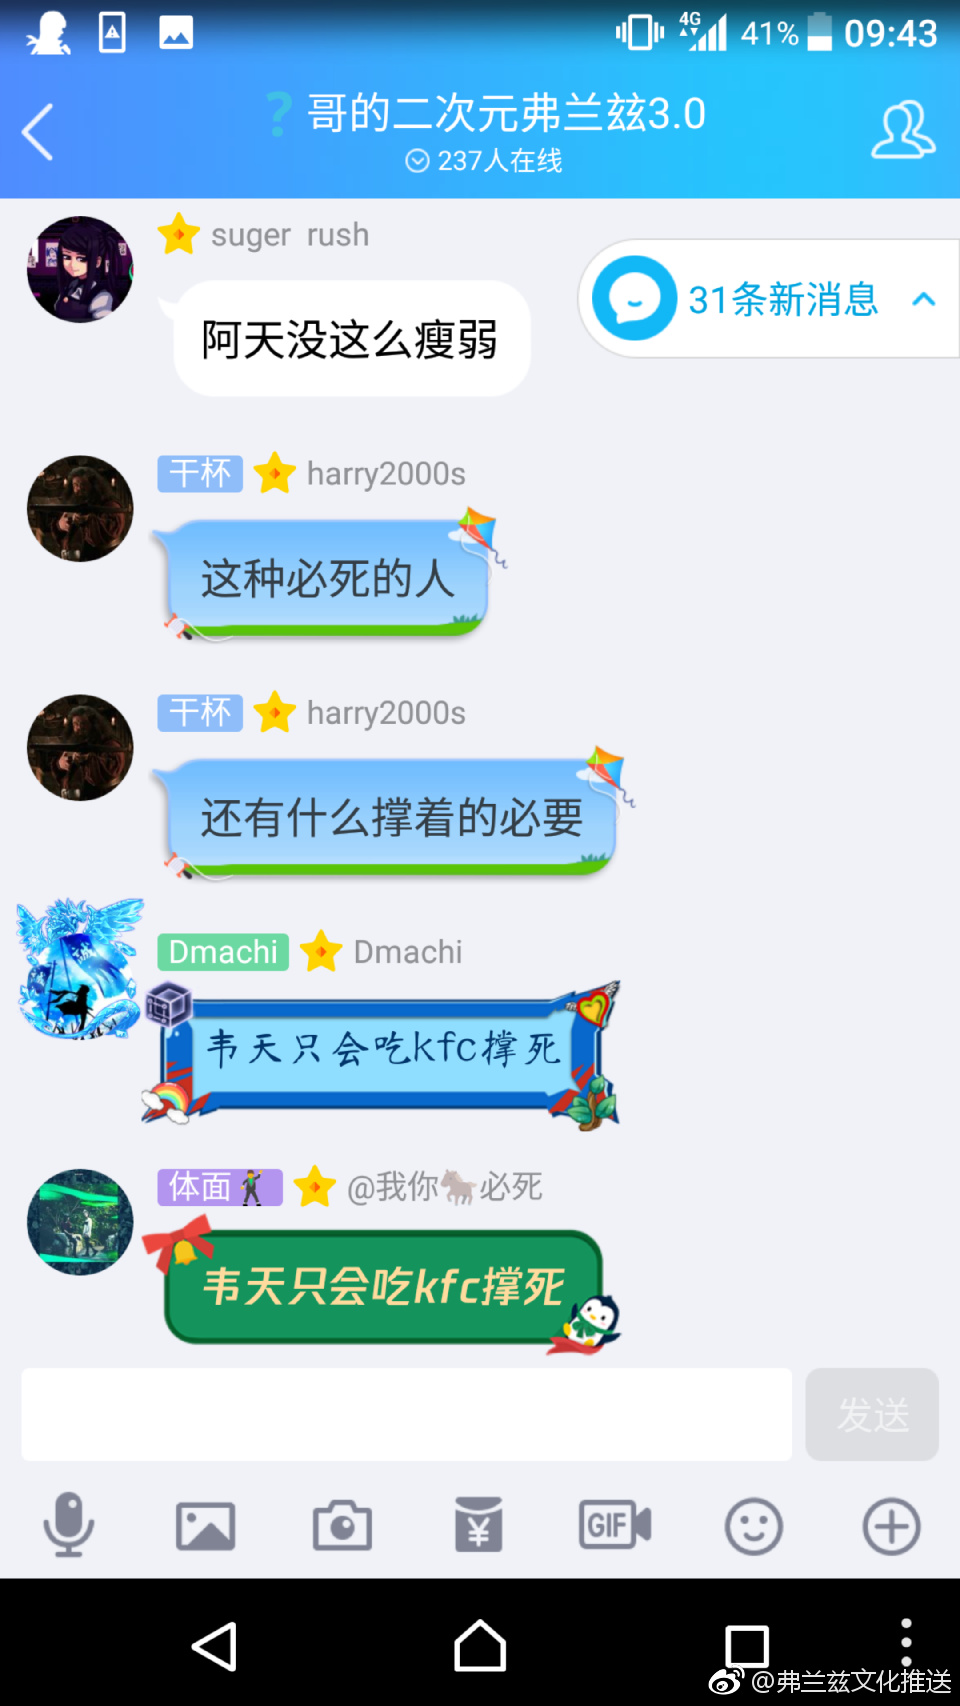 4G 41% 09:43
?哥的二次元弗兰兹3.0
237人在线
suger rush
31条新消息
阿天没这么瘦弱
干杯 harry2000s
这种必死的人
干杯 harry2000s
还有什么撑着的必要
Dmachi Dmachi
韦天只会吃kfc撑死
体面🕺 @我你🐎必死
韦天只会吃kfc撑死
发送
¥ GIF
@弗兰兹文化推送